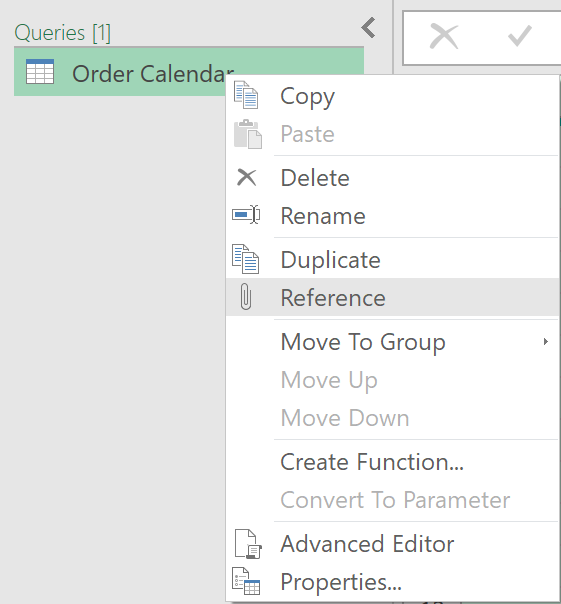 Queries [1]
Order Calendar
Copy
Paste
Delete
Rename
Duplicate
Reference
Move To Group
Move Up
Move Down
Create Function...
Convert To Parameter
Advanced Editor
Properties...